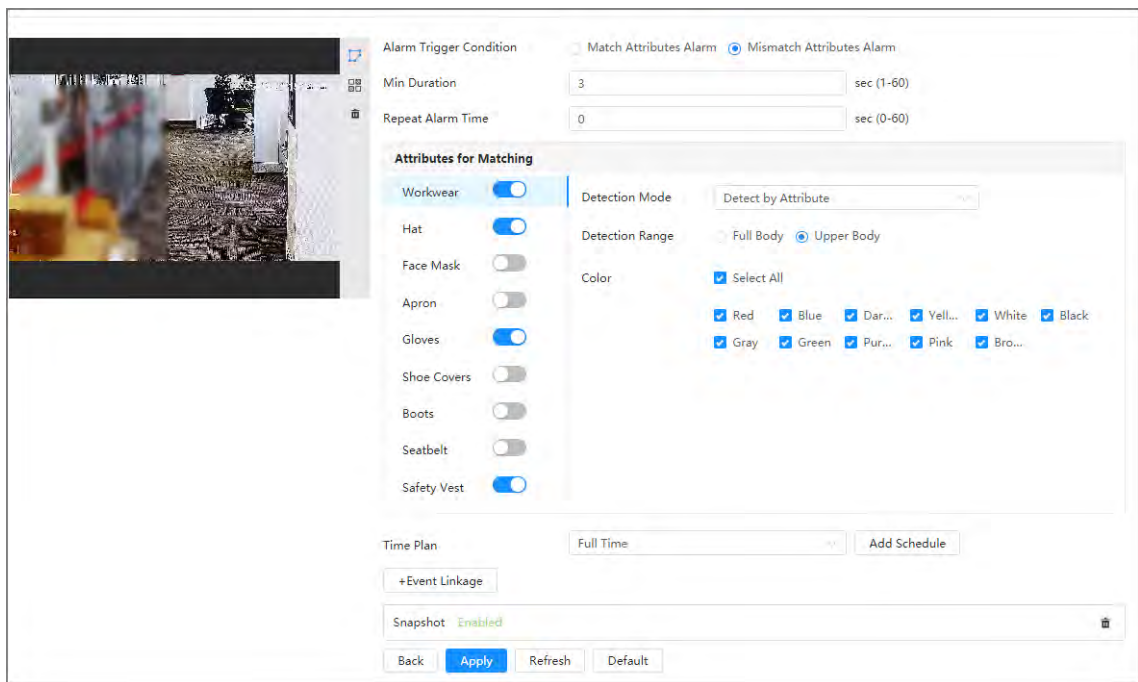 Alarm Trigger Condition Match Attributes Alarm Mismatch Attributes Alarm
Min Duration 3 sec (1-60)
Repeat Alarm Time 0 sec (0-60)
Attributes for Matching
Workwear
Hat
Face Mask
Apron
Gloves
Shoe Covers
Boots
Seatbelt
Safety Vest
Detection Mode Detect by Attribute
Detection Range Full Body Upper Body
Color Select All
Red Blue Dar... Yell... White Black
Gray Green Pur... Pink Bro...
Time Plan Full Time Add Schedule
+Event Linkage
Snapshot Enabled
Back Apply Refresh Default